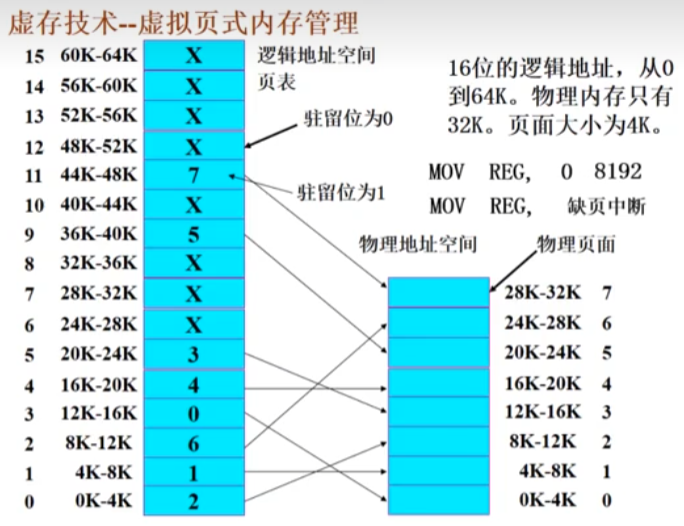 虚存技术--虚拟页式内存管理
15 60K-64K X
14 56K-60K X
13 52K-56K X
12 48K-52K X
11 44K-48K 7
10 40K-44K X
9 36K-40K 5
8 32K-36K X
7 28K-32K X
6 24K-28K X
5 20K-24K 3
4 16K-20K 4
3 12K-16K 0
2 8K-12K 6
1 4K-8K 1
0 0K-4K 2
逻辑地址空间
页表
驻留位为0
驻留位为1
16位的逻辑地址，从0
到64K。物理内存只有
32K。页面大小为4K。
MOV REG, 0 8192
MOV REG, 缺页中断
物理地址空间
物理页面
28K-32K 7
24K-28K 6
20K-24K 5
16K-20K 4
12K-16K 3
8K-12K 2
4K-8K 1
0K-4K 0